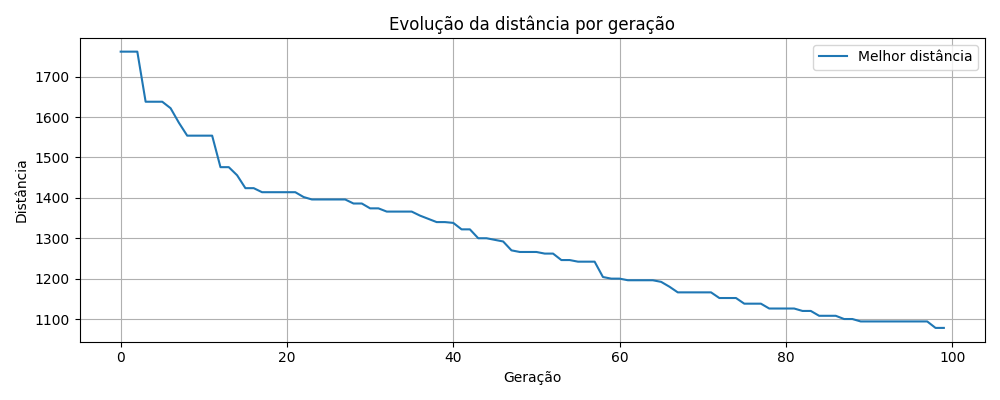 Evolução da distância por geração
Melhor distância
Distância
1700
1600
1500
1400
1300
1200
1100
0 20 40 60 80 100
Geração